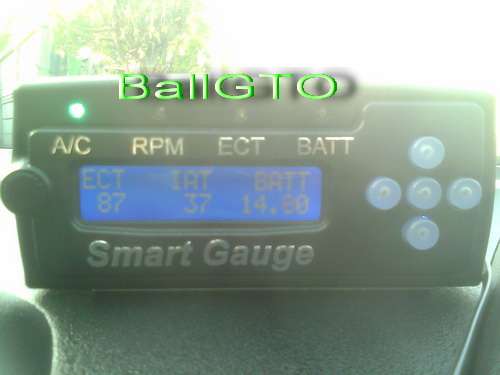 BallGTO
A/C RPM ECT BATT
ECT IAT BATT
87 37 14.00
Smart Gauge